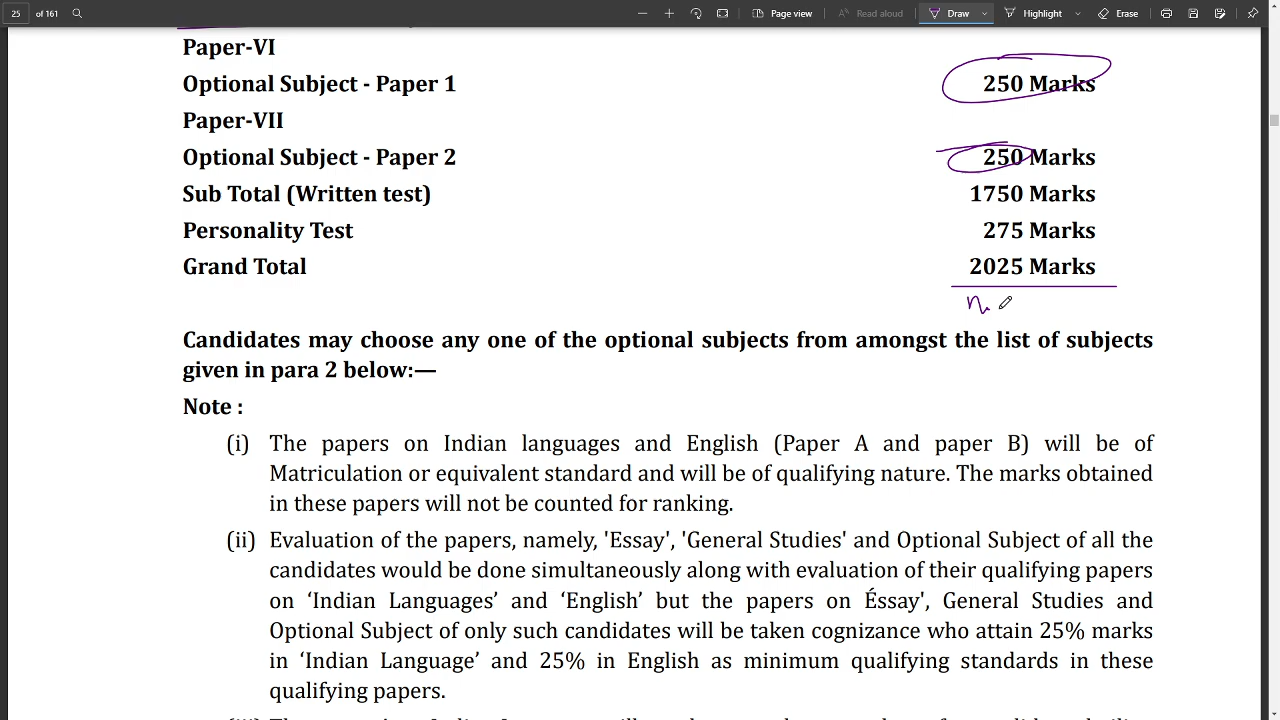 25 of 161 Page view Read aloud Draw Highlight Erase
Paper-VI
Optional Subject - Paper 1 250 Marks
Paper-VII
Optional Subject - Paper 2 250 Marks
Sub Total (Written test) 1750 Marks
Personality Test 275 Marks
Grand Total 2025 Marks
Candidates may choose any one of the optional subjects from amongst the list of subjects
given in para 2 below:—
Note :
(i) The papers on Indian languages and English (Paper A and paper B) will be of
Matriculation or equivalent standard and will be of qualifying nature. The marks obtained
in these papers will not be counted for ranking.
(ii) Evaluation of the papers, namely, 'Essay', 'General Studies' and Optional Subject of all the
candidates would be done simultaneously along with evaluation of their qualifying papers
on ‘Indian Languages’ and ‘English’ but the papers on Éssay', General Studies and
Optional Subject of only such candidates will be taken cognizance who attain 25% marks
in ‘Indian Language’ and 25% in English as minimum qualifying standards in these
qualifying papers.